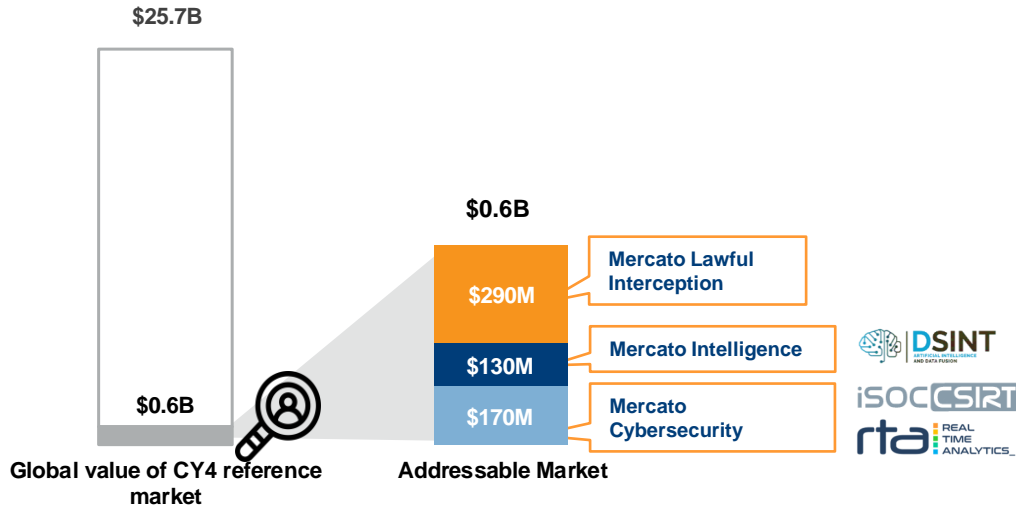 $25.7B
$0.6B
Global value of CY4 reference
market
$0.6B
$290M
$130M
$170M
Addressable Market
Mercato Lawful
Interception
Mercato Intelligence
Mercato
Cybersecurity
DSINT
ARTIFICIAL INTELLIGENCE
AND DATA FUSION
iSOC CSIRT
rta REAL
TIME
ANALYTICS_